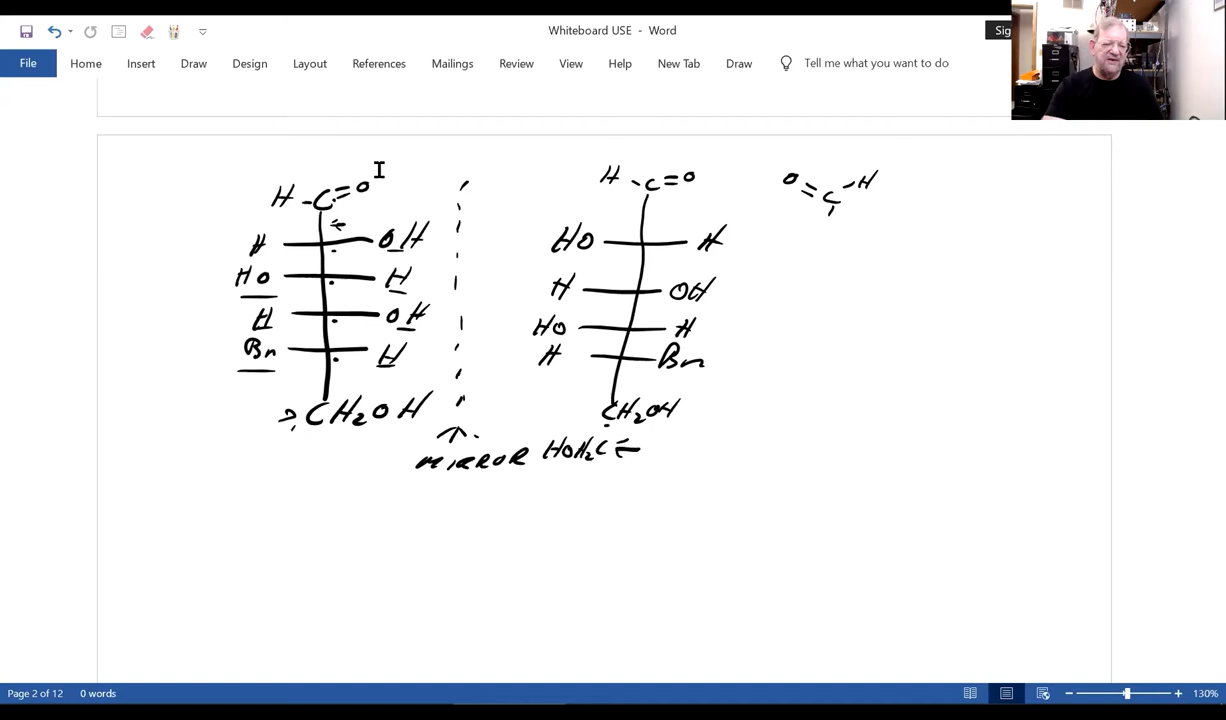 Whiteboard USE - Word
Sig
File Home Insert Draw Design Layout References Mailings Review View Help New Tab Draw Tell me what you want to do
H - C = O
H OH
HO H
H OH
Br H
CH₂OH
MIRROR
H - C = O
HO H
H OH
HO H
H Br
CH₂OH
HOH₂C
O = C - H
Page 2 of 12 0 words
130%